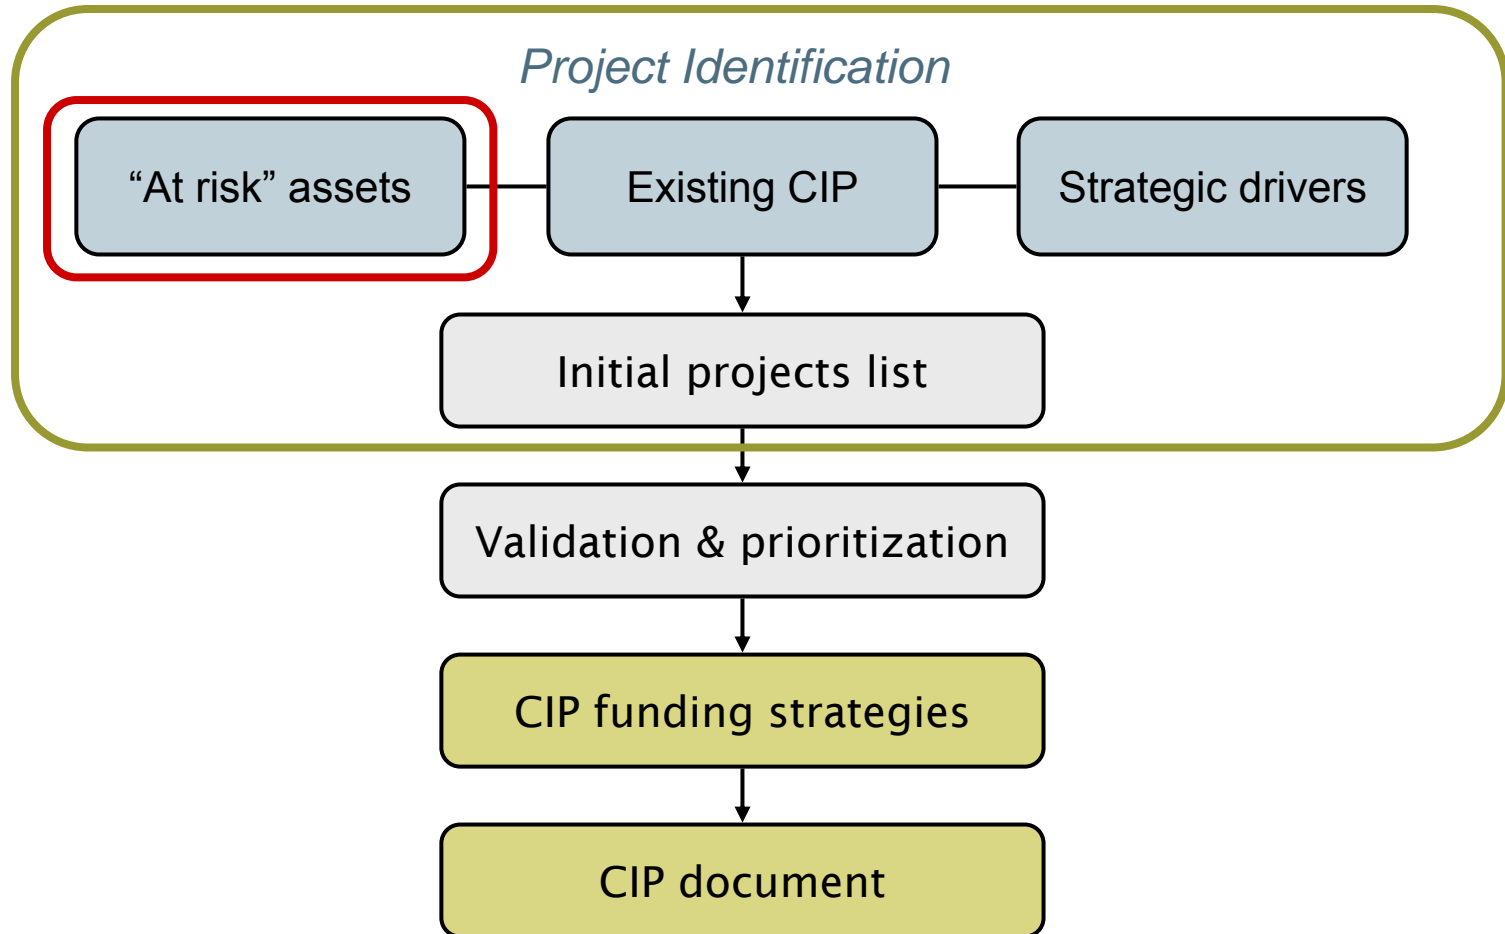 Project Identification
“At risk” assets
Existing CIP
Strategic drivers
Initial projects list
Validation & prioritization
CIP funding strategies
CIP document